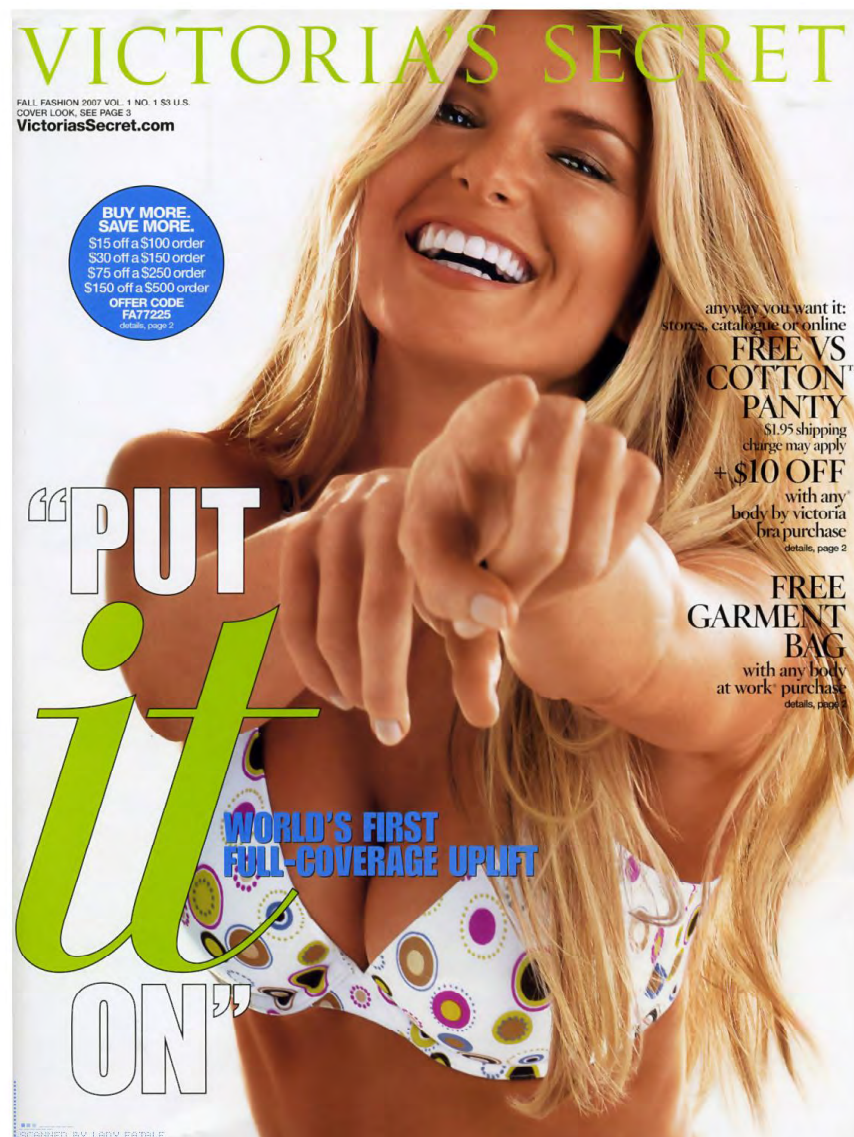 VICTORIA'S SECRET
FALL FASHION 2007 VOL. 1 NO. 1 $3 U.S.
COVER LOOK, SEE PAGE 3
VictoriasSecret.com
BUY MORE.
SAVE MORE.
$15 off a $100 order
$30 off a $150 order
$75 off a $250 order
$150 off a $500 order
OFFER CODE
FA77225
details, page 2
anyway you want it:
stores, catalogue or online
FREE VS
COTTON
PANTY
$1.95 shipping
charge may apply
+ $10 OFF
with any
body by victoria®
bra purchase
details, page 2
FREE
GARMENT
BAG
with any body
at work® purchase
details, page 2
“PUT
it
ON”
WORLD'S FIRST
FULL-COVERAGE UPLIFT
SCANNED BY LADY FATALE